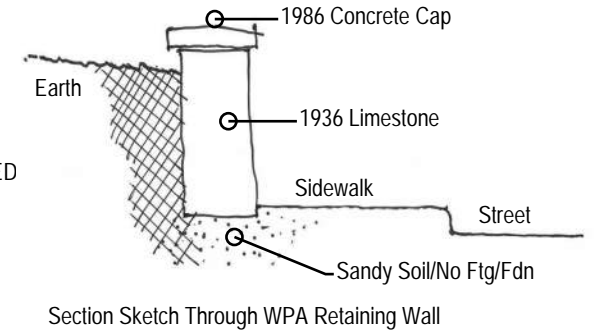 1986 Concrete Cap
Earth
1936 Limestone
ED
Sidewalk
Street
Sandy Soil/No Ftg/Fdn
Section Sketch Through WPA Retaining Wall